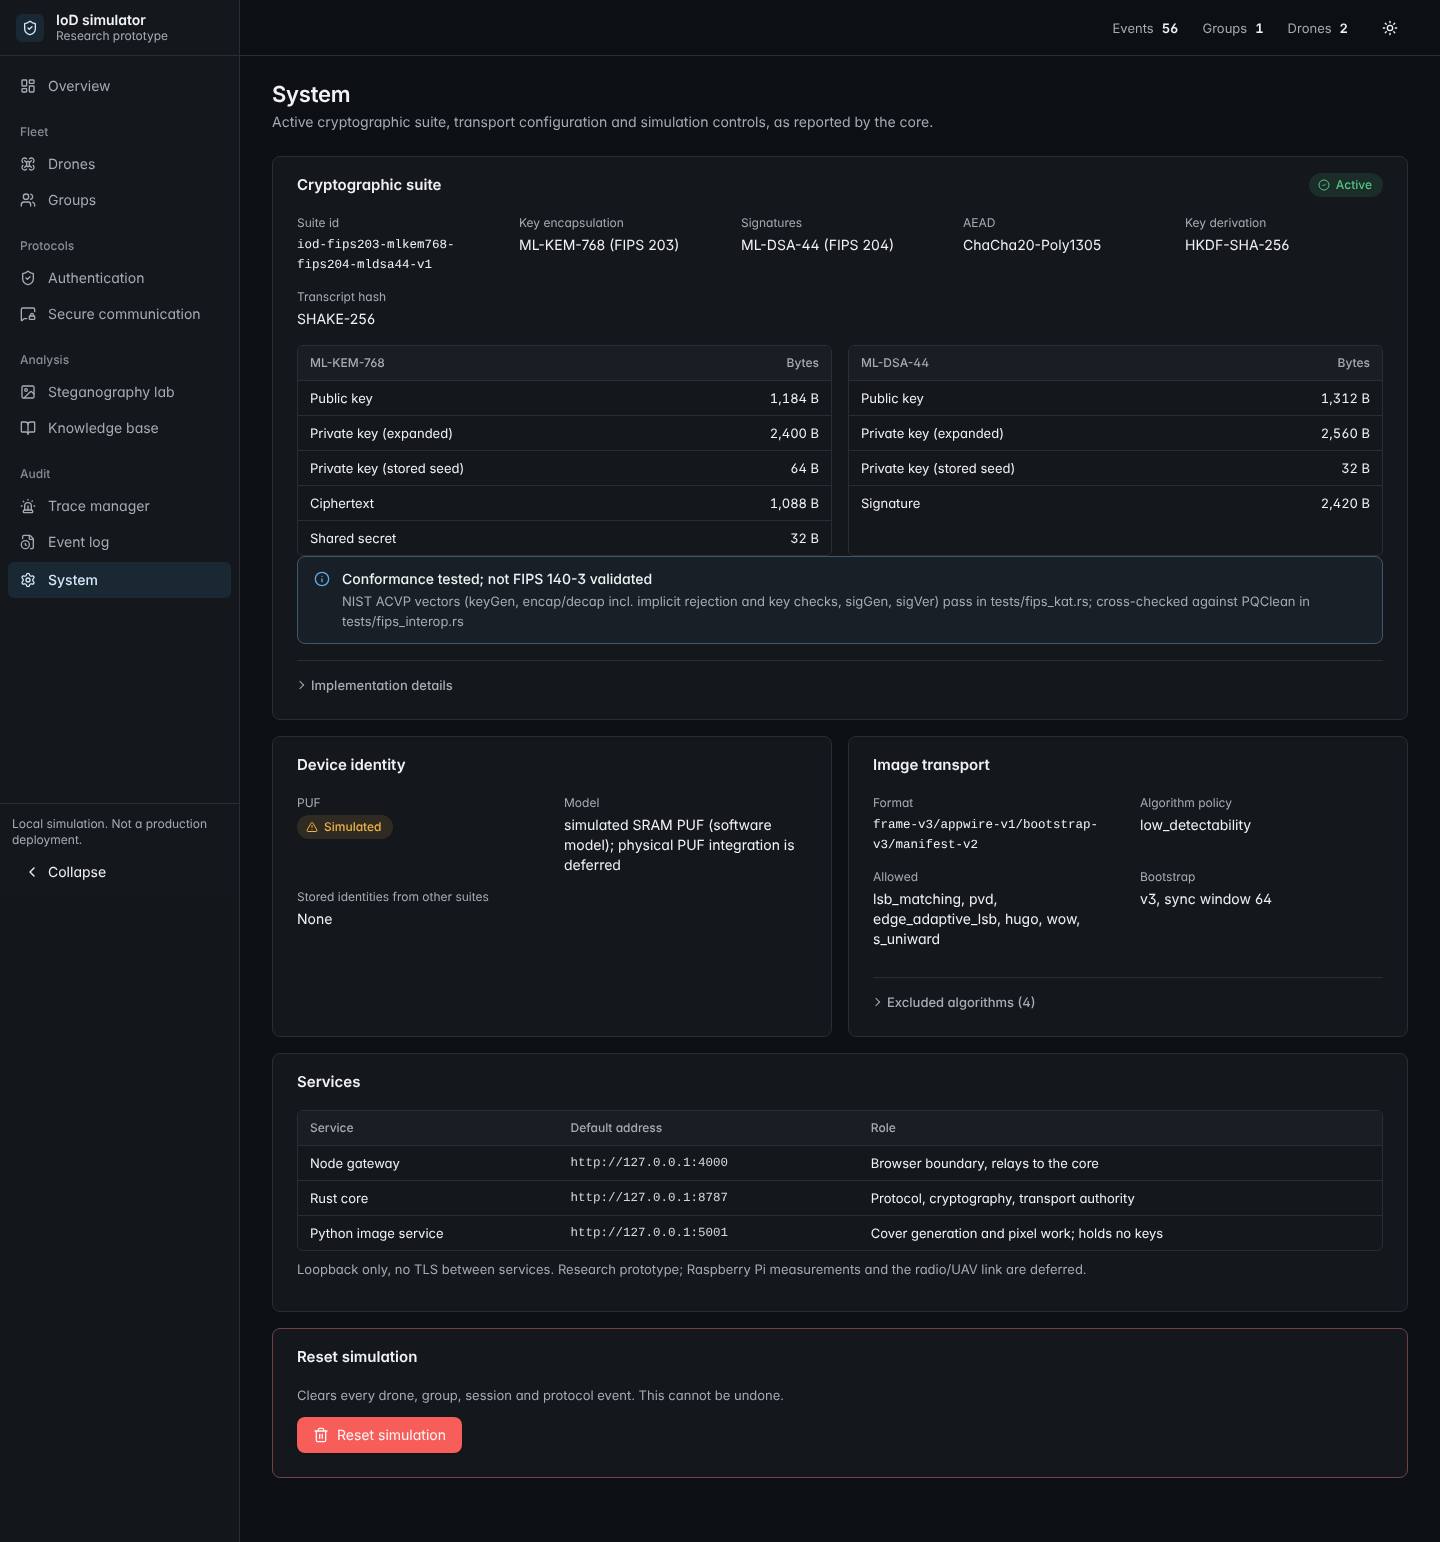 IoD simulator
Research prototype
Events 56 Groups 1 Drones 2
Overview
Fleet
Drones
Groups
Protocols
Authentication
Secure communication
Analysis
Steganography lab
Knowledge base
Audit
Trace manager
Event log
System
Local simulation. Not a production
deployment.
Collapse
System
Active cryptographic suite, transport configuration and simulation controls, as reported by the core.
Cryptographic suite
Active
Suite id
iod-fips203-mlkem768-
fips204-mldsa44-v1
Key encapsulation
ML-KEM-768 (FIPS 203)
Signatures
ML-DSA-44 (FIPS 204)
AEAD
ChaCha20-Poly1305
Key derivation
HKDF-SHA-256
Transcript hash
SHAKE-256
ML-KEM-768 Bytes
Public key 1,184 B
Private key (expanded) 2,400 B
Private key (stored seed) 64 B
Ciphertext 1,088 B
Shared secret 32 B
ML-DSA-44 Bytes
Public key 1,312 B
Private key (expanded) 2,560 B
Private key (stored seed) 32 B
Signature 2,420 B
Conformance tested; not FIPS 140-3 validated
NIST ACVP vectors (keyGen, encap/decap incl. implicit rejection and key checks, sigGen, sigVer) pass in tests/fips_kat.rs; cross-checked against PQClean in
tests/fips_interop.rs
Implementation details
Device identity
PUF
Simulated
Model
simulated SRAM PUF (software
model); physical PUF integration is
deferred
Stored identities from other suites
None
Image transport
Format
frame-v3/appwire-v1/bootstrap-
v3/manifest-v2
Algorithm policy
low_detectability
Allowed
lsb_matching, pvd,
edge_adaptive_lsb, hugo, wow,
s_uniward
Bootstrap
v3, sync window 64
Excluded algorithms (4)
Services
Service Default address Role
Node gateway http://127.0.0.1:4000 Browser boundary, relays to the core
Rust core http://127.0.0.1:8787 Protocol, cryptography, transport authority
Python image service http://127.0.0.1:5001 Cover generation and pixel work; holds no keys
Loopback only, no TLS between services. Research prototype; Raspberry Pi measurements and the radio/UAV link are deferred.
Reset simulation
Clears every drone, group, session and protocol event. This cannot be undone.
Reset simulation